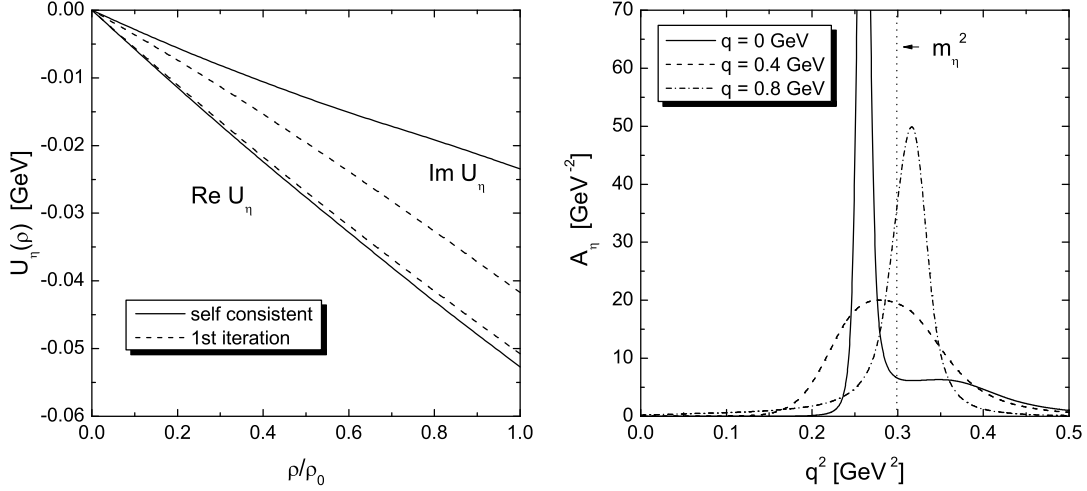 0.00
-0.01
-0.02
-0.03
-0.04
-0.05
-0.06
U_η(ρ) [GeV]
Re U_η
Im U_η
self consistent
1st iteration
0.0 0.2 0.4 0.6 0.8 1.0
ρ/ρ_0
70
60
50
40
30
20
10
0
A_η [GeV^-2]
q = 0 GeV
q = 0.4 GeV
q = 0.8 GeV
m_η^2
0.0 0.1 0.2 0.3 0.4 0.5
q^2 [GeV^2]